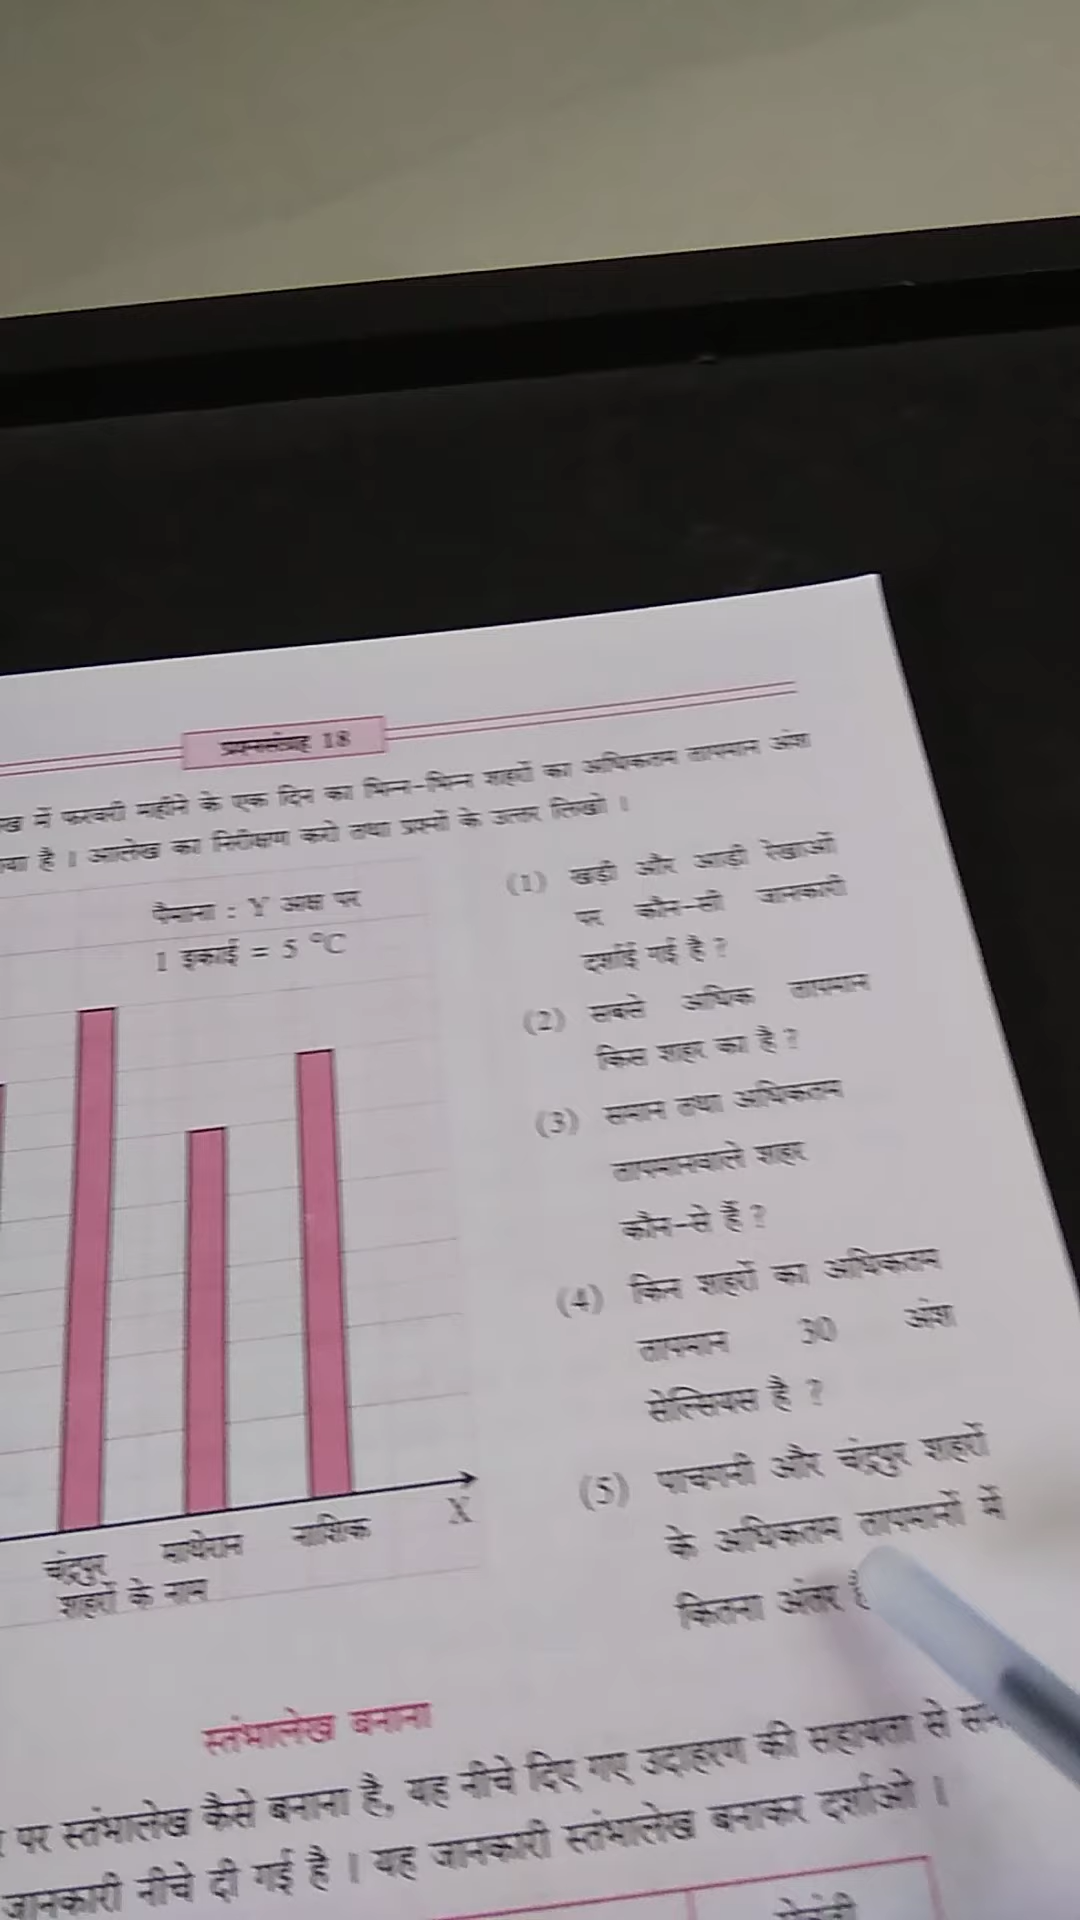 प्रश्नसंग्रह 18
में फरवरी महीने के एक दिन का भिन्न-भिन्न शहरों का अधिकतम तापमान अंश
है । आलेख का निरीक्षण करो तथा प्रश्नों के उत्तर लिखो ।
पैमाना : Y अक्ष पर
1 इकाई = 5 °C
X
चंद्रपुर माथेरान नाशिक
शहरों के नाम
(1) खड़ी और आड़ी रेखाओं
पर कौन-सी जानकारी
दर्शाई गई है ?
(2) सबसे अधिक तापमान
किस शहर का है ?
(3) समान तथा अधिकतम
तापमानवाले शहर
कौन-से हैं ?
(4) किन शहरों का अधिकतम
तापमान 30 अंश
सेल्सियस है ?
(5) पाचगनी और चंद्रपुर शहरों
के अधिकतम तापमानों में
कितना अंतर
स्तंभालेख बनाना
पर स्तंभालेख कैसे बनाना है, यह नीचे दिए गए उदाहरण की सहायता से
जानकारी नीचे दी गई है । यह जानकारी स्तंभालेख बनाकर दर्शाओ ।